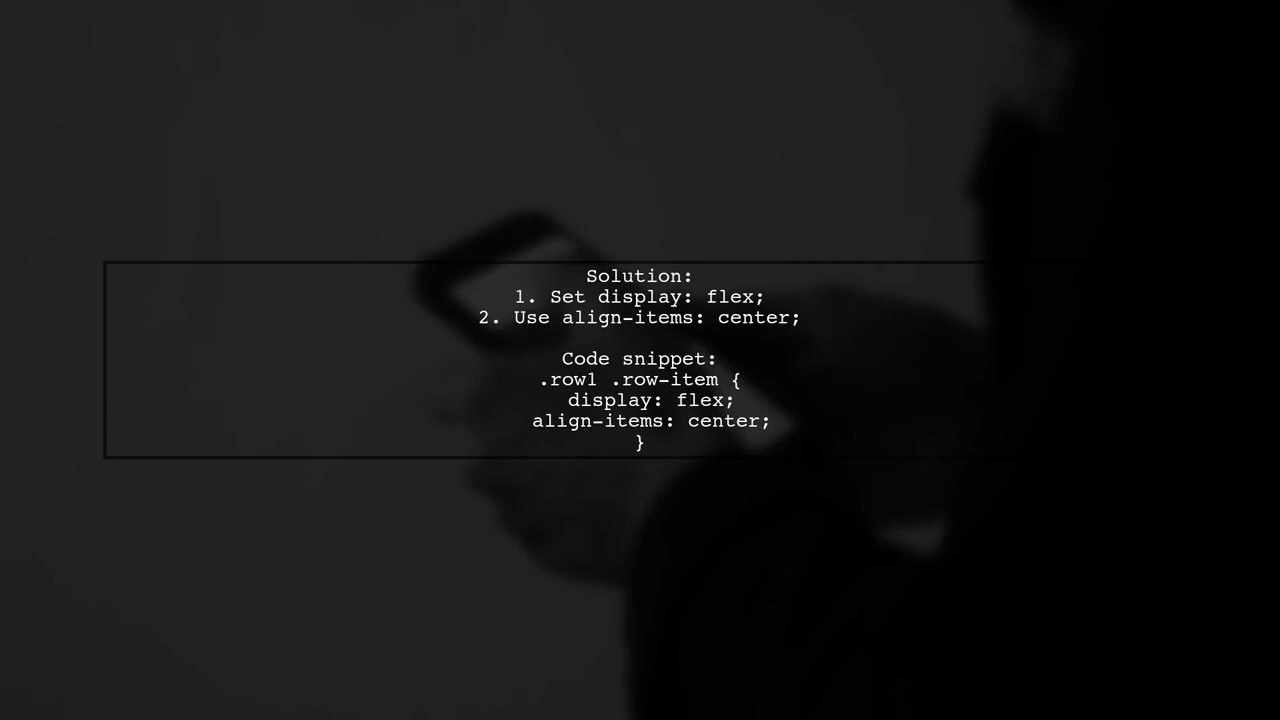 Solution:
1. Set display: flex;
2. Use align-items: center;
Code snippet:
.row1 .row-item {
display: flex;
align-items: center;
}